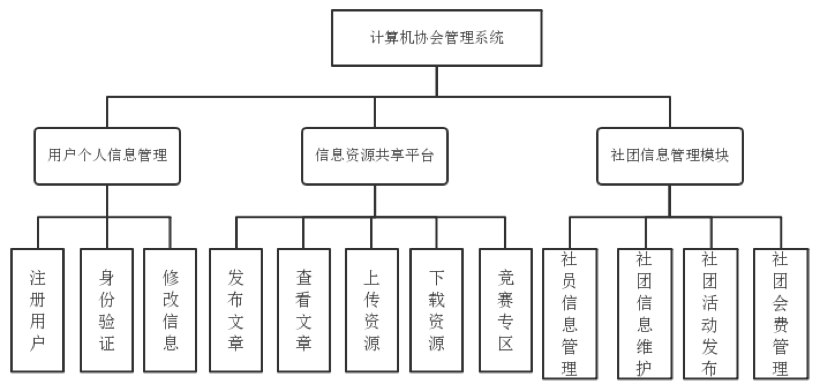 计算机协会管理系统
用户个人信息管理
信息资源共享平台
社团信息管理模块
注册用户
身份验证
修改信息
发布文章
查看文章
上传资源
下载资源
竞赛专区
社员信息管理
社团信息维护
社团活动发布
社团会费管理